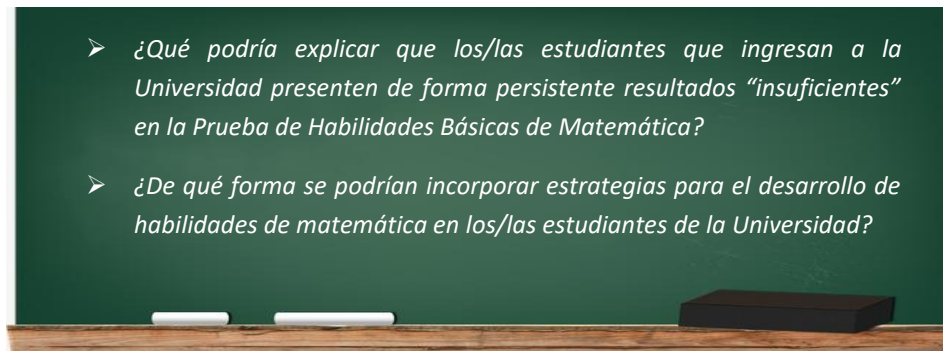 ➢ ¿Qué podría explicar que los/las estudiantes que ingresan a la
Universidad presenten de forma persistente resultados “insuficientes”
en la Prueba de Habilidades Básicas de Matemática?
➢ ¿De qué forma se podrían incorporar estrategias para el desarrollo de
habilidades de matemática en los/las estudiantes de la Universidad?